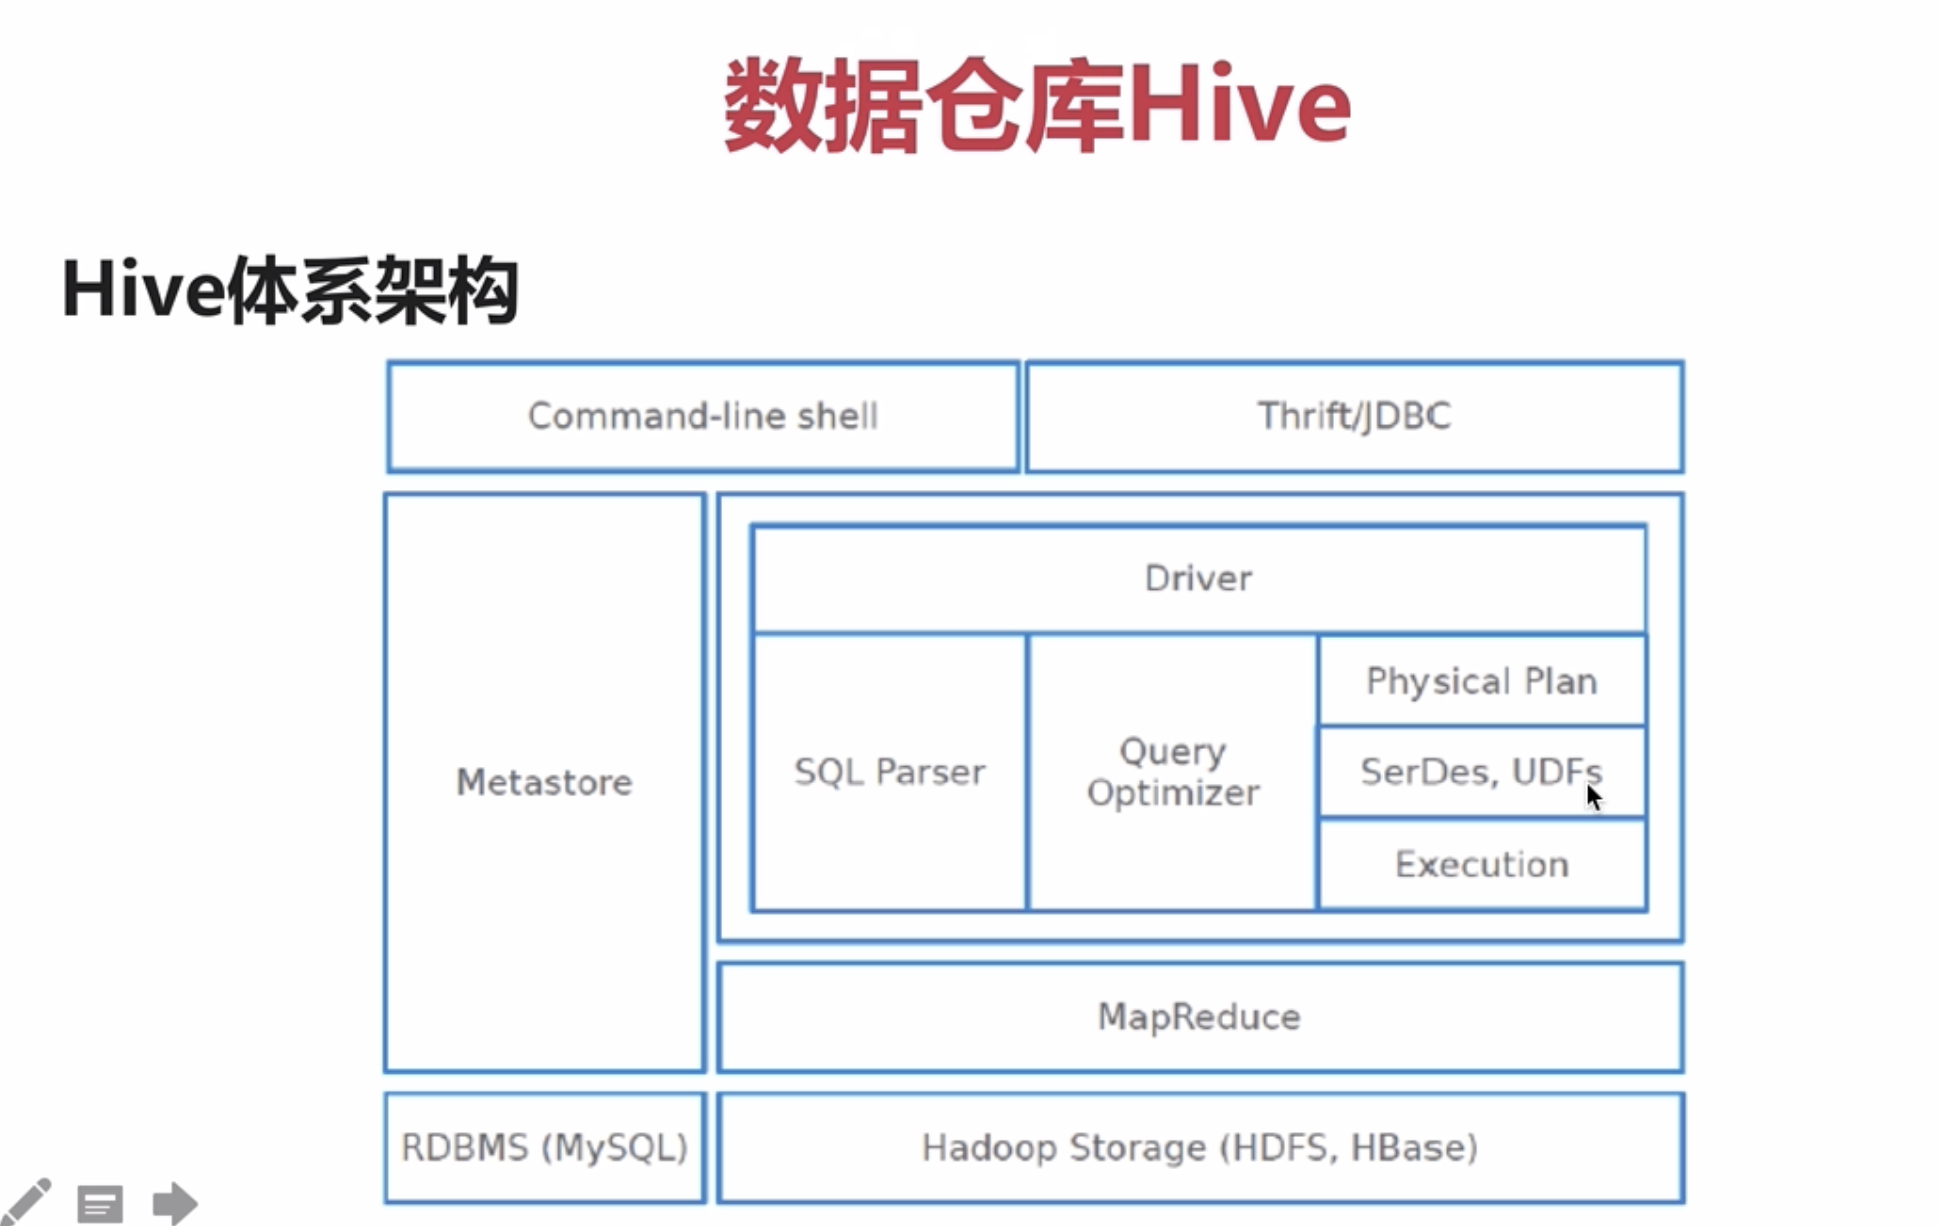 数据仓库Hive
Hive体系架构
Command-line shell
Thrift/JDBC
Metastore
Driver
SQL Parser
Query
Optimizer
Physical Plan
SerDes, UDFs
Execution
MapReduce
RDBMS (MySQL)
Hadoop Storage (HDFS, HBase)